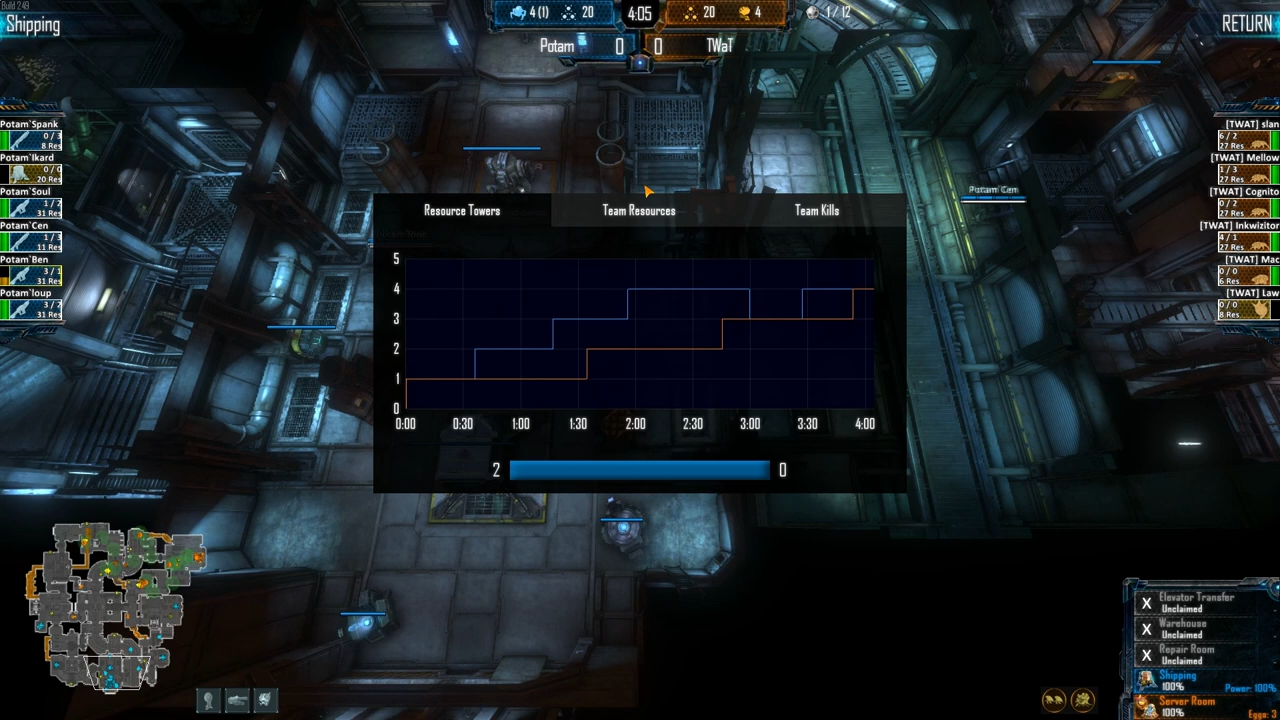 Build 249
Shipping
4 (1) 20
4:05
20 4
1 / 12
RETURN
Potam 0
0 TWaT
Potam`Spank
0 / 3
8 Res
Potam`Ikard
0 / 0
20 Res
Potam`Soul
1 / 2
31 Res
Potam`Cen
1 / 3
11 Res
Potam`Ben
3 / 1
31 Res
Potam`loup
3 / 2
31 Res
[TWAT] slan
6 / 2
27 Res
[TWAT] Mellow
1 / 3
27 Res
[TWAT] Cognito
0 / 2
27 Res
[TWAT] Inkwizitor
4 / 1
27 Res
[TWAT] Mac
0 / 0
6 Res
[TWAT] Law
0 / 0
8 Res
Potam`Cen
Resource Towers
Team Resources
Team Kills
5
4
3
2
1
0
0:00 0:30 1:00 1:30 2:00 2:30 3:00 3:30 4:00
2 0
X Elevator Transfer
Unclaimed
X Warehouse
Unclaimed
X Repair Room
Unclaimed
Shipping
100% Power: 100%
Server Room
100% Eggs: 3